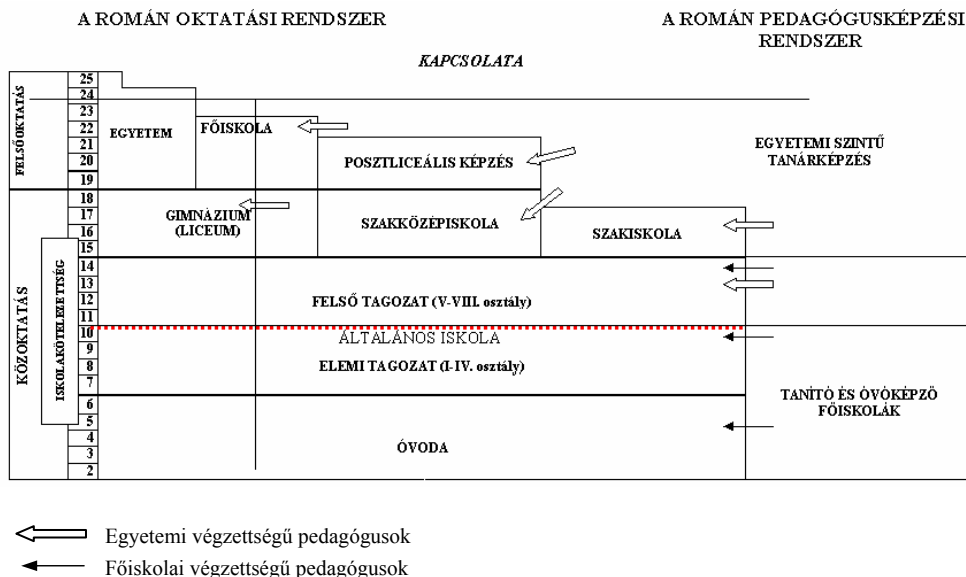 A ROMÁN OKTATÁSI RENDSZER
A ROMÁN PEDAGÓGUSKÉPZÉSI
RENDSZER
KAPCSOLATA
FELSŐOKTATÁS
25
24
23
22
21
20
19
EGYETEM
FŐISKOLA
POSZTLICEÁLIS KÉPZÉS
EGYETEMI SZINTŰ
TANÁRKÉPZÉS
KÖZOKTATÁS
ISKOLAKÖTELEZETTSÉG
18
17
16
15
GIMNÁZIUM
(LICEUM)
SZAKKÖZÉPISKOLA
SZAKISKOLA
14
13
12
11
FELSŐ TAGOZAT (V-VIII. osztály)
10
9
8
7
ÁLTALÁNOS ISKOLA
ELEMI TAGOZAT (I-IV. osztály)
6
5
4
3
2
ÓVODA
TANÍTÓ ÉS ÓVÓKÉPZŐ
FŐISKOLÁK
Egyetemi végzettségű pedagógusok
Főiskolai végzettségű pedagógusok